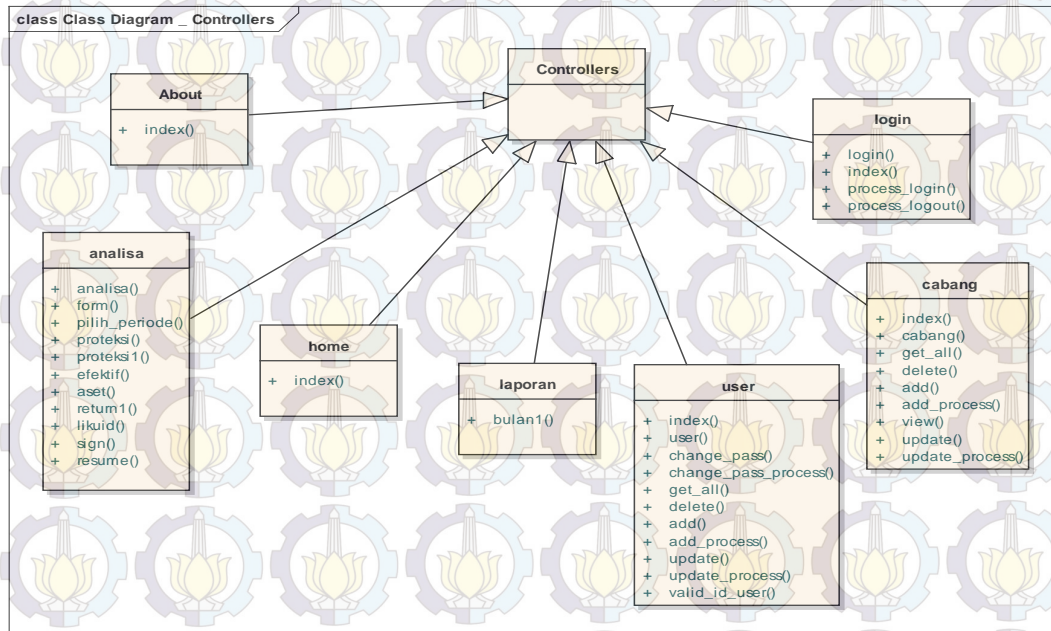 class Class Diagram _ Controllers
Controllers
About
+ index()
login
+ login()
+ index()
+ process_login()
+ process_logout()
analisa
+ analisa()
+ form()
+ pilih_periode()
+ proteksi()
+ proteksi1()
+ efektif()
+ aset()
+ return1()
+ likuid()
+ sign()
+ resume()
home
+ index()
laporan
+ bulan1()
user
+ index()
+ user()
+ change_pass()
+ change_pass_process()
+ get_all()
+ delete()
+ add()
+ add_process()
+ update()
+ update_process()
+ valid_id_user()
cabang
+ index()
+ cabang()
+ get_all()
+ delete()
+ add()
+ add_process()
+ view()
+ update()
+ update_process()